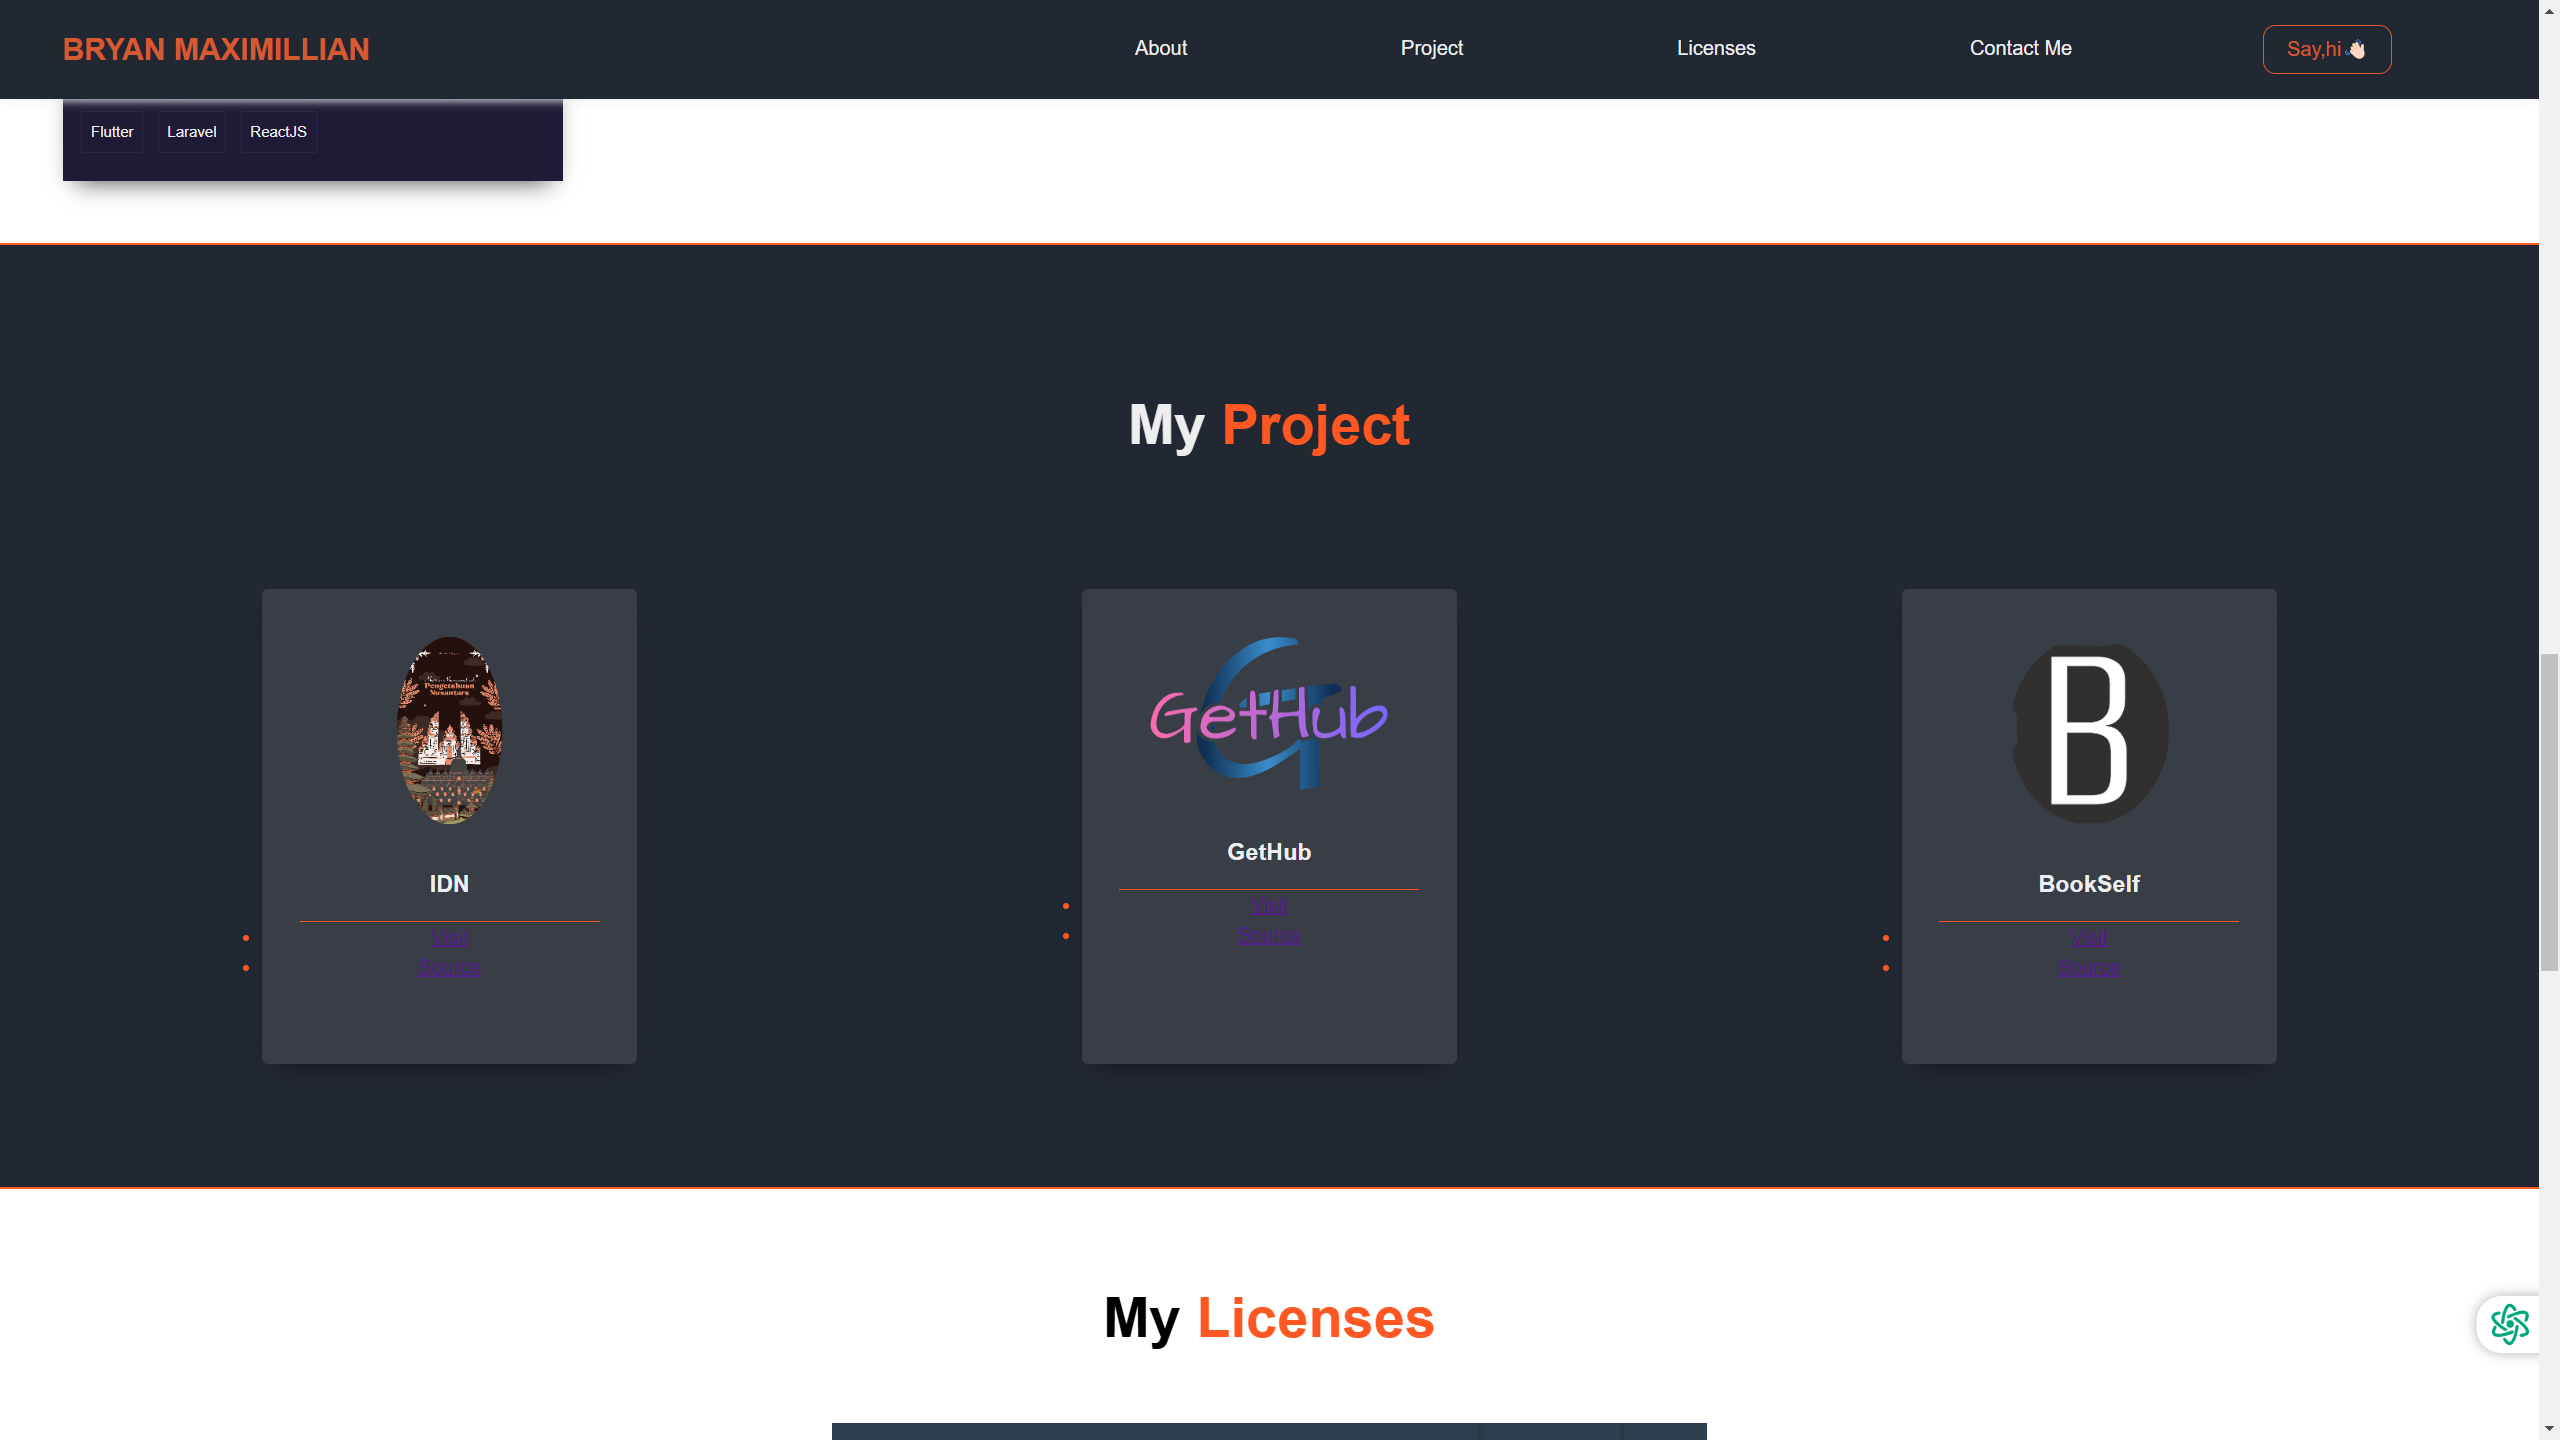 BRYAN MAXIMILLIAN
About
Project
Licenses
Contact Me
Say,hi👋🏻
Flutter
Laravel
ReactJS
My Project
Pengetahuan
Nusantara
IDN
Visit
Source
GetHub
GetHub
Visit
Source
B
BookSelf
Visit
Source
My Licenses